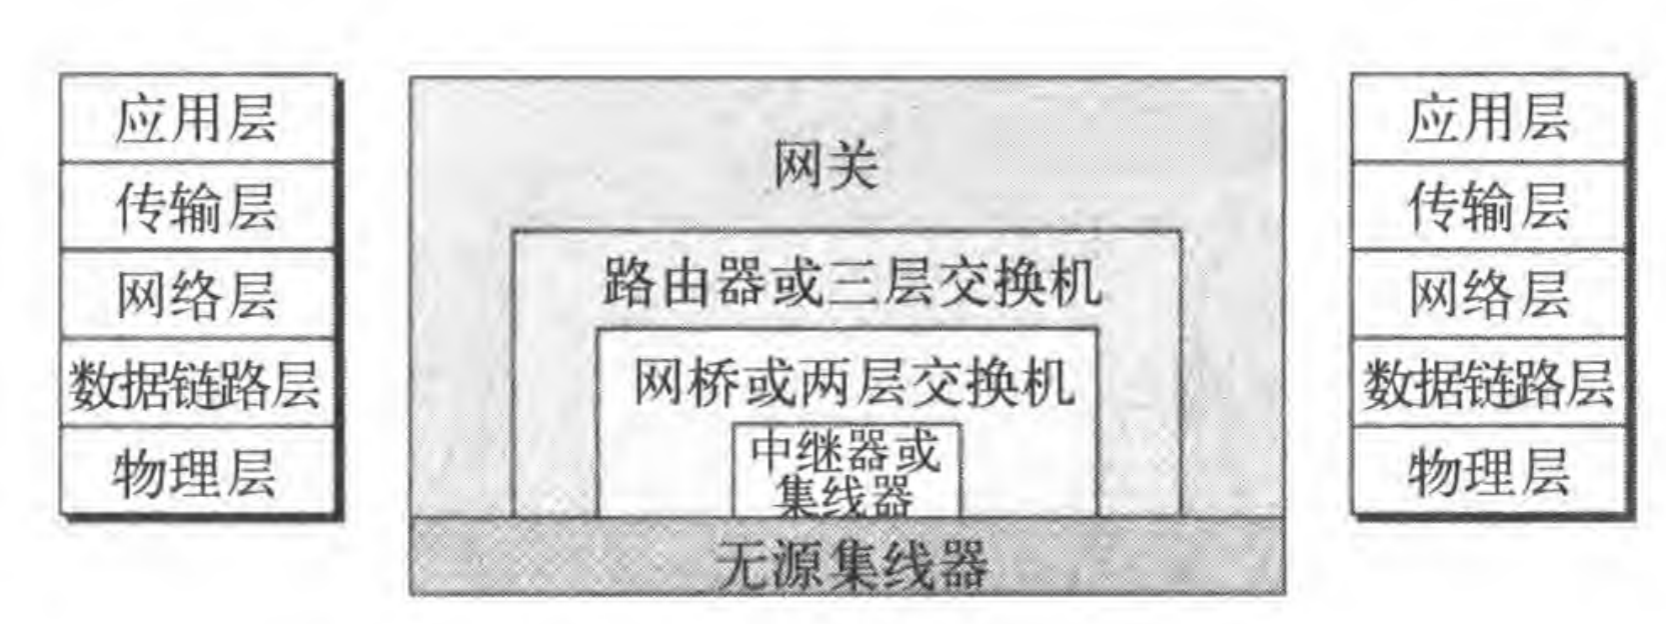 应用层
传输层
网络层
数据链路层
物理层
网关
路由器或三层交换机
网桥或两层交换机
中继器或
集线器
无源集线器
应用层
传输层
网络层
数据链路层
物理层